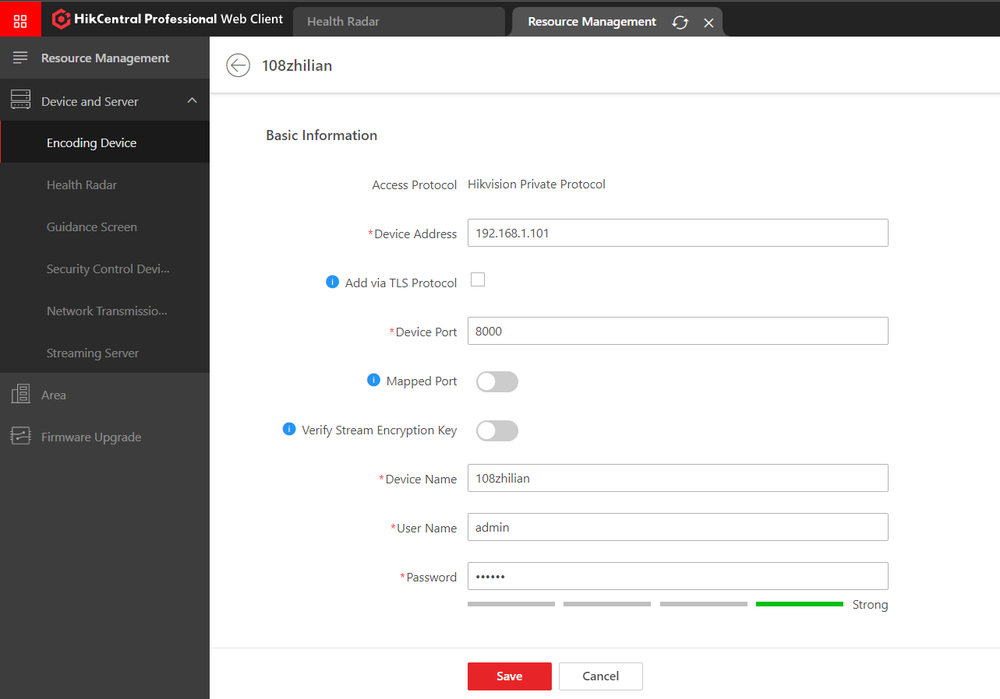 HikCentral Professional Web Client
Health Radar
Resource Management
Resource Management
108zhilian
Device and Server
Encoding Device
Health Radar
Guidance Screen
Security Control Devi...
Network Transmissio...
Streaming Server
Area
Firmware Upgrade
Basic Information
Access Protocol Hikvision Private Protocol
*Device Address 192.168.1.101
Add via TLS Protocol
*Device Port 8000
Mapped Port
Verify Stream Encryption Key
*Device Name 108zhilian
*User Name admin
*Password ••••••
Strong
Save Cancel